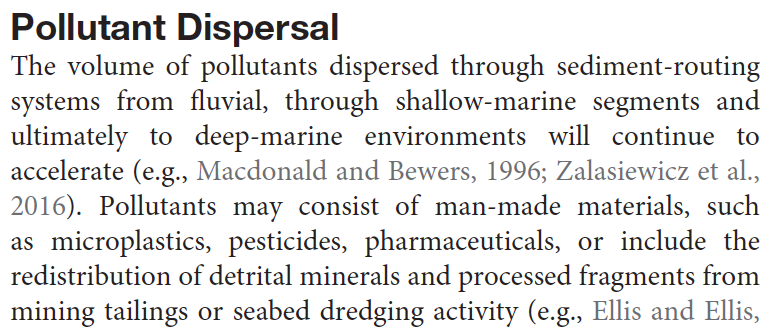 Pollutant Dispersal
The volume of pollutants dispersed through sediment-routing
systems from fluvial, through shallow-marine segments and
ultimately to deep-marine environments will continue to
accelerate (e.g., Macdonald and Bewers, 1996; Zalasiewicz et al.,
2016). Pollutants may consist of man-made materials, such
as microplastics, pesticides, pharmaceuticals, or include the
redistribution of detrital minerals and processed fragments from
mining tailings or seabed dredging activity (e.g., Ellis and Ellis,